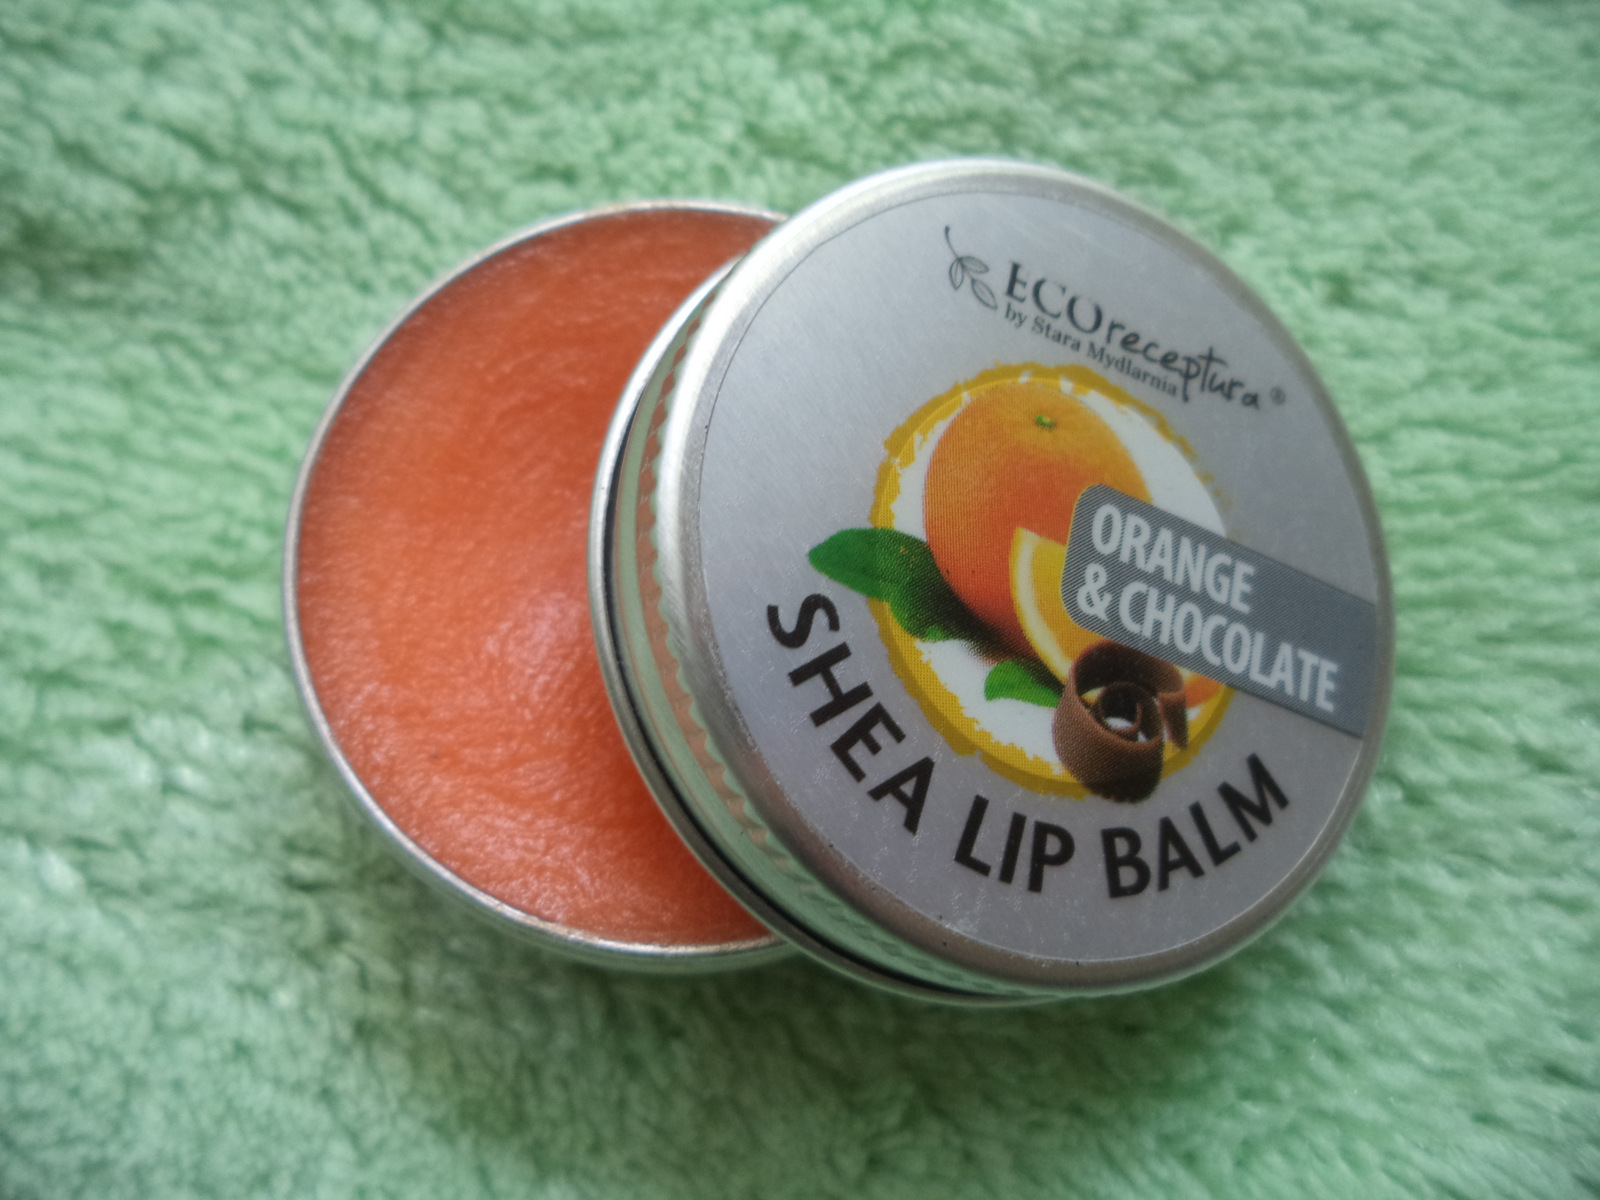 ECOreceptura®
by Stara Mydlarnia
ORANGE
& CHOCOLATE
SHEA LIP BALM